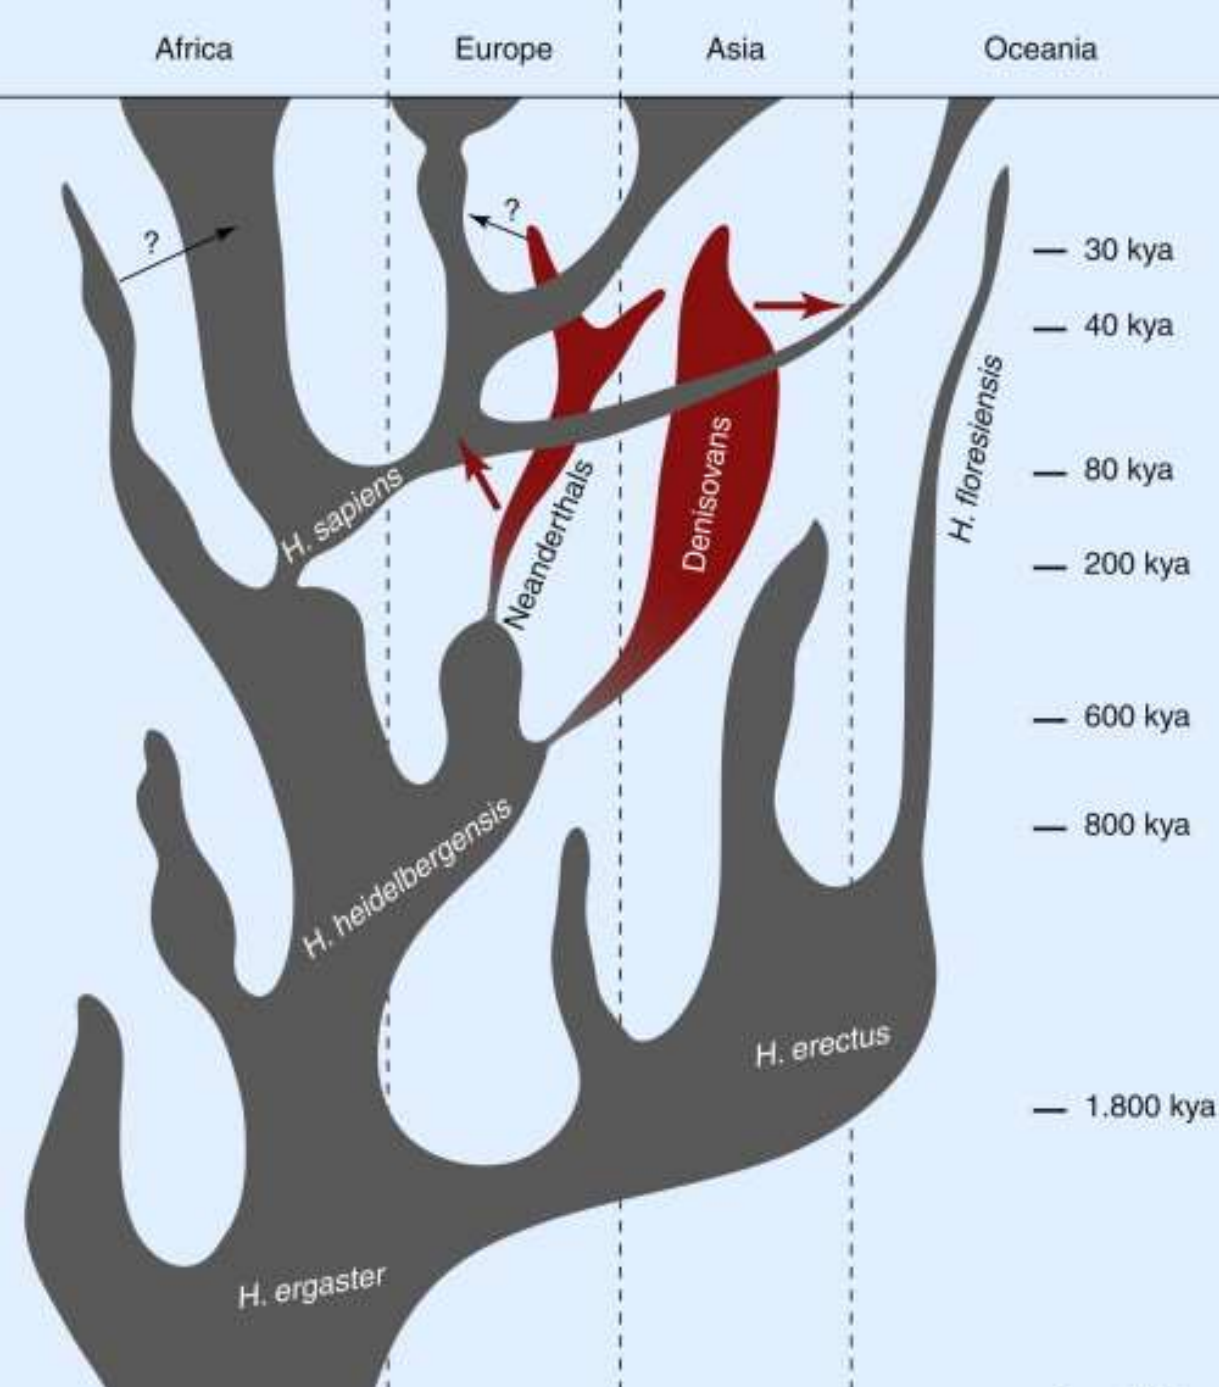 Africa
Europe
Asia
Oceania
?
?
30 kya
40 kya
H. floresiensis
80 kya
H. sapiens
Neanderthals
Denisovans
200 kya
600 kya
800 kya
H. heidelbergensis
H. erectus
1.800 kya
H. ergaster